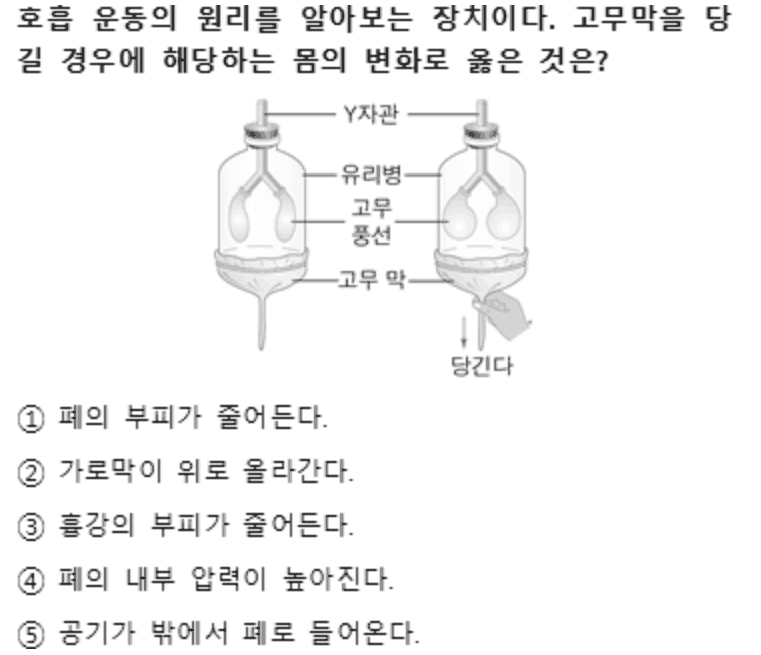 호흡 운동의 원리를 알아보는 장치이다. 고무막을 당
길 경우에 해당하는 몸의 변화로 옳은 것은?
Y자관
유리병
고무
풍선
고무 막
당긴다
① 폐의 부피가 줄어든다.
② 가로막이 위로 올라간다.
③ 흉강의 부피가 줄어든다.
④ 폐의 내부 압력이 높아진다.
⑤ 공기가 밖에서 폐로 들어온다.